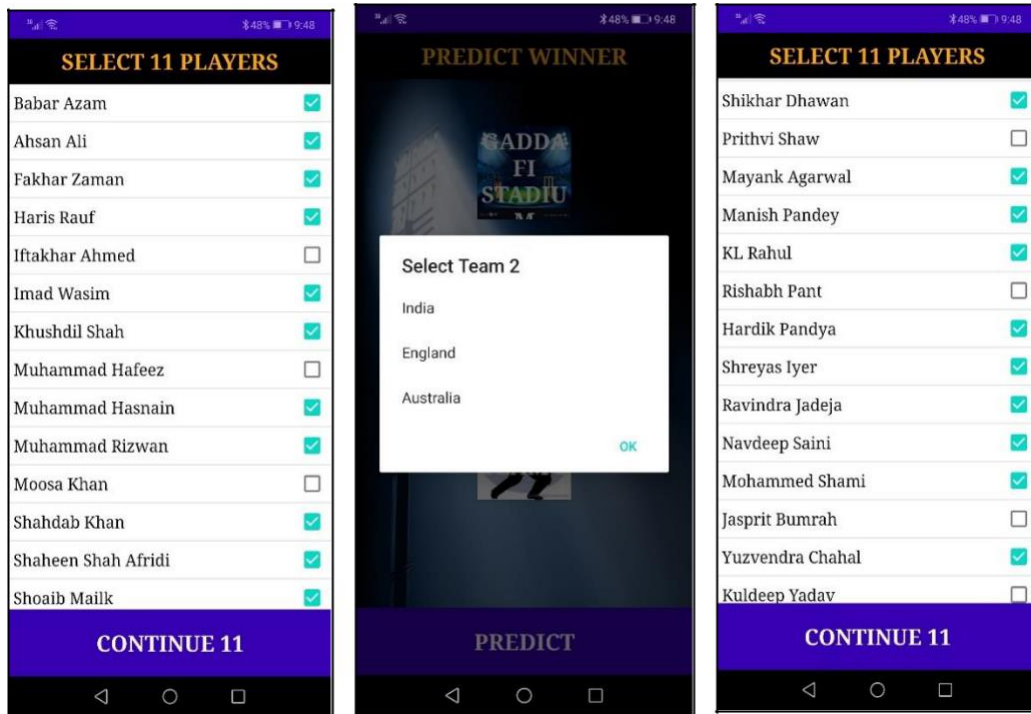 48% 9:48
SELECT 11 PLAYERS
Babar Azam
Ahsan Ali
Fakhar Zaman
Haris Rauf
Iftakhar Ahmed
Imad Wasim
Khushdil Shah
Muhammad Hafeez
Muhammad Hasnain
Muhammad Rizwan
Moosa Khan
Shahdab Khan
Shaheen Shah Afridi
Shoaib Mailk
CONTINUE 11
48% 9:48
PREDICT WINNER
GADDA
FI
STADIU
M
Select Team 2
India
England
Australia
OK
PREDICT
48% 9:48
SELECT 11 PLAYERS
Shikhar Dhawan
Prithvi Shaw
Mayank Agarwal
Manish Pandey
KL Rahul
Rishabh Pant
Hardik Pandya
Shreyas Iyer
Ravindra Jadeja
Navdeep Saini
Mohammed Shami
Jasprit Bumrah
Yuzvendra Chahal
Kuldeep Yadav
CONTINUE 11